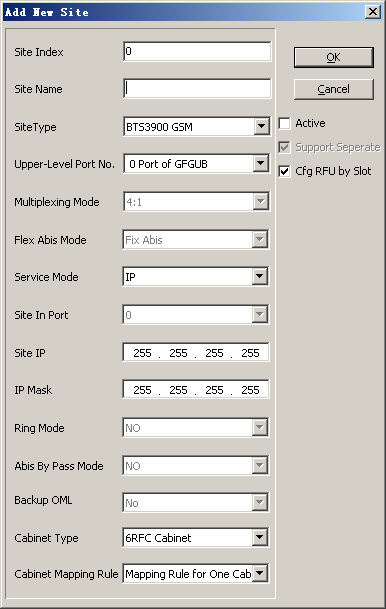 Add New Site
Site Index 0
OK
Site Name
Cancel
SiteType BTS3900 GSM
Active
Support Seperate
Upper-Level Port No. 0 Port of GFGUB
Cfg RFU by Slot
Multiplexing Mode 4:1
Flex Abis Mode Fix Abis
Service Mode IP
Site In Port 0
Site IP 255 . 255 . 255 . 255
IP Mask 255 . 255 . 255 . 255
Ring Mode NO
Abis By Pass Mode NO
Backup OML No
Cabinet Type 6RFC Cabinet
Cabinet Mapping Rule Mapping Rule for One Cab